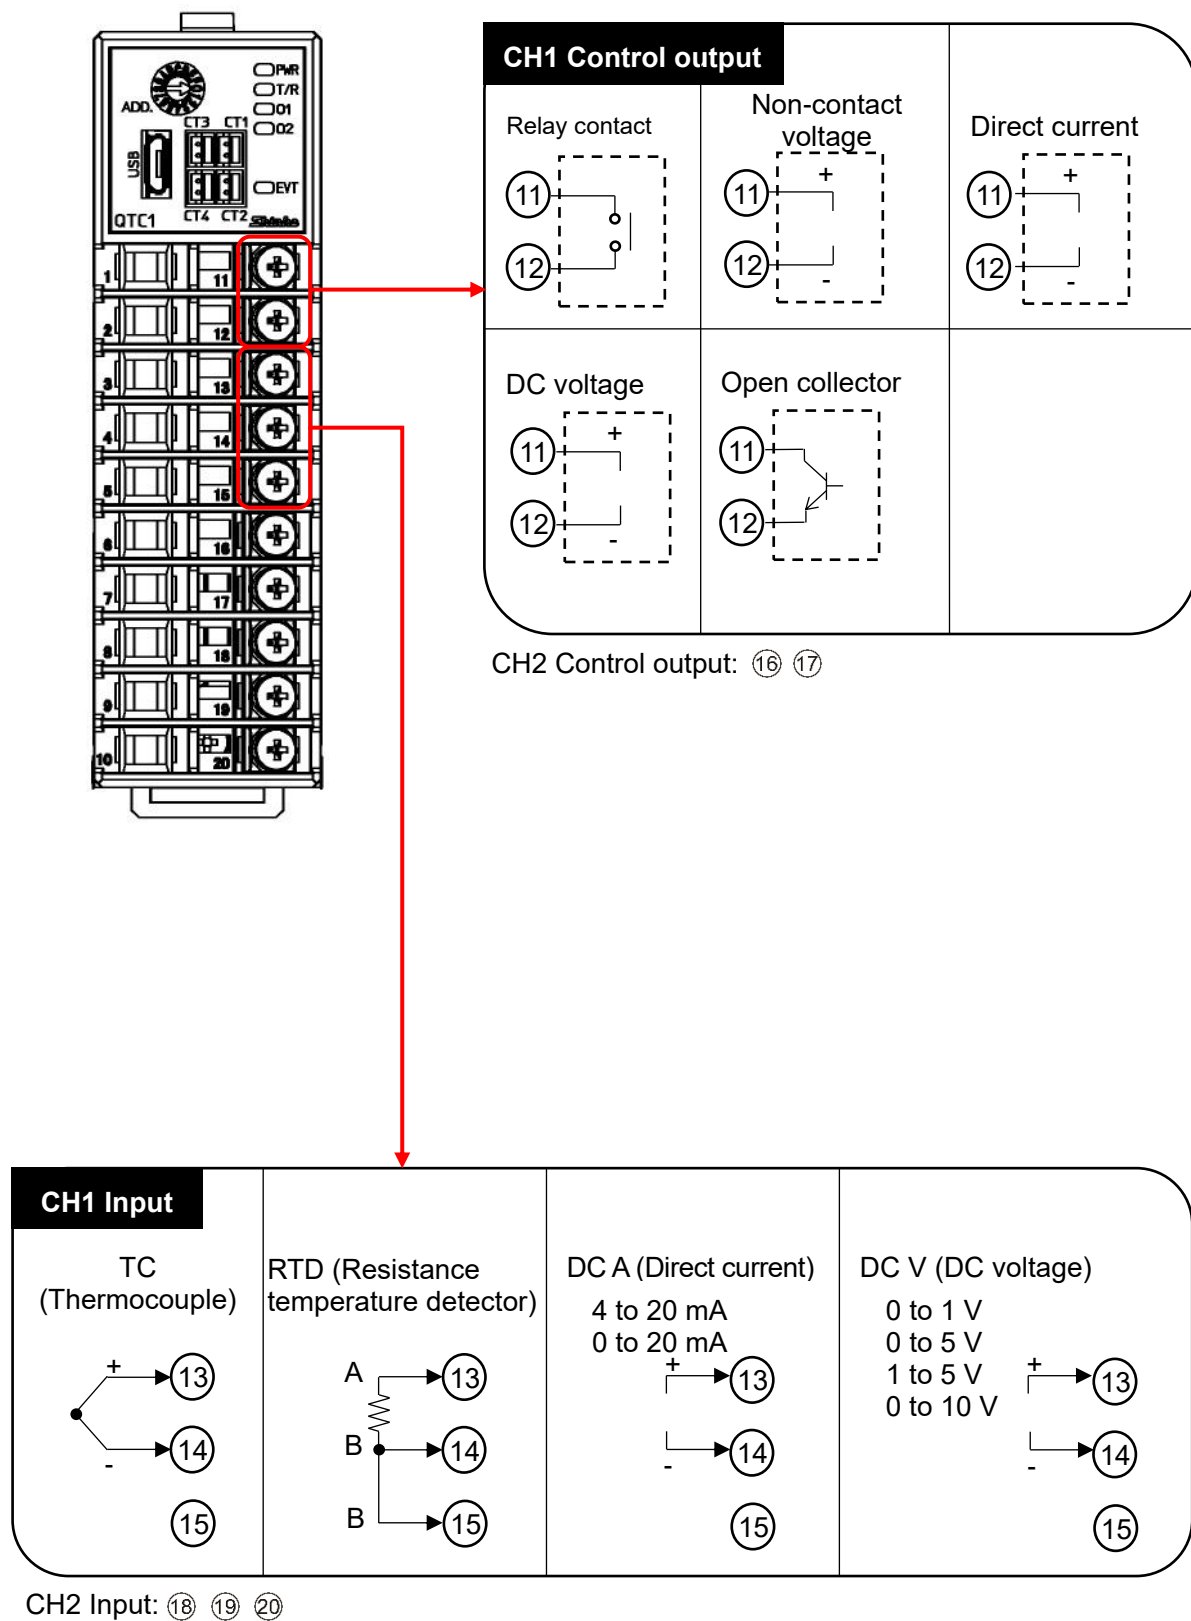 PWR
T/R
ADD.
O1
CT3 CT1
O2
USB
EVT
CT4 CT2
QTC1
Shinko
1 11
2 12
3 13
4 14
5 15
6 16
7 17
8 18
9 19
10 20
CH1 Control output
Relay contact
11
12
Non-contact
voltage
11 +
12 -
Direct current
11 +
12 -
DC voltage
11 +
12 -
Open collector
11
12
CH2 Control output: ⑯ ⑰
CH1 Input
TC
(Thermocouple)
+ 13
- 14
15
RTD (Resistance
temperature detector)
A 13
B 14
B 15
DC A (Direct current)
4 to 20 mA
0 to 20 mA
+ 13
- 14
15
DC V (DC voltage)
0 to 1 V
0 to 5 V
1 to 5 V
0 to 10 V
+ 13
- 14
15
CH2 Input: ⑱ ⑲ ⑳